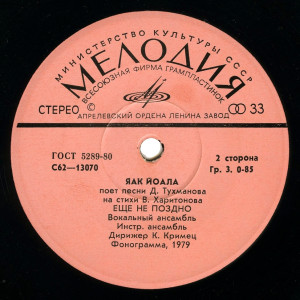 МИНИСТЕРСТВО КУЛЬТУРЫ СССР
МЕЛОДИЯ
ВСЕСОЮЗНАЯ ФИРМА ГРАМПЛАСТИНОК
СТЕРЕО 33
АПРЕЛЕВСКИЙ ОРДЕНА ЛЕНИНА ЗАВОД
ГОСТ 5289-80
С62—13070
2 сторона
Гр. 3. 0-85
ЯАК ЙОАЛА
поет песни Д. Тухманова
на стихи В. Харитонова
ЕЩЕ НЕ ПОЗДНО
Вокальный ансамбль
Инстр. ансамбль
Дирижер К. Кримец
Фонограмма, 1979